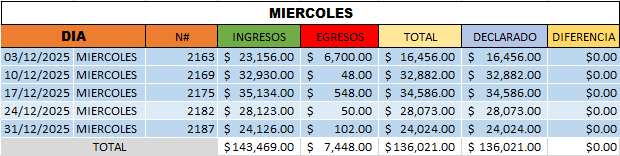 MIERCOLES
DIA N# INGRESOS EGRESOS TOTAL DECLARADO DIFERENCIA
03/12/2025 MIERCOLES 2163 $ 23,156.00 $ 6,700.00 $ 16,456.00 $ 16,456.00 $0.00
10/12/2025 MIERCOLES 2169 $ 32,930.00 $ 48.00 $ 32,882.00 $ 32,882.00 $0.00
17/12/2025 MIERCOLES 2175 $ 35,134.00 $ 548.00 $ 34,586.00 $ 34,586.00 $0.00
24/12/2025 MIERCOLES 2182 $ 28,123.00 $ 50.00 $ 28,073.00 $ 28,073.00 $0.00
31/12/2025 MIERCOLES 2187 $ 24,126.00 $ 102.00 $ 24,024.00 $ 24,024.00 $0.00
TOTAL $143,469.00 $ 7,448.00 $136,021.00 $ 136,021.00 $0.00